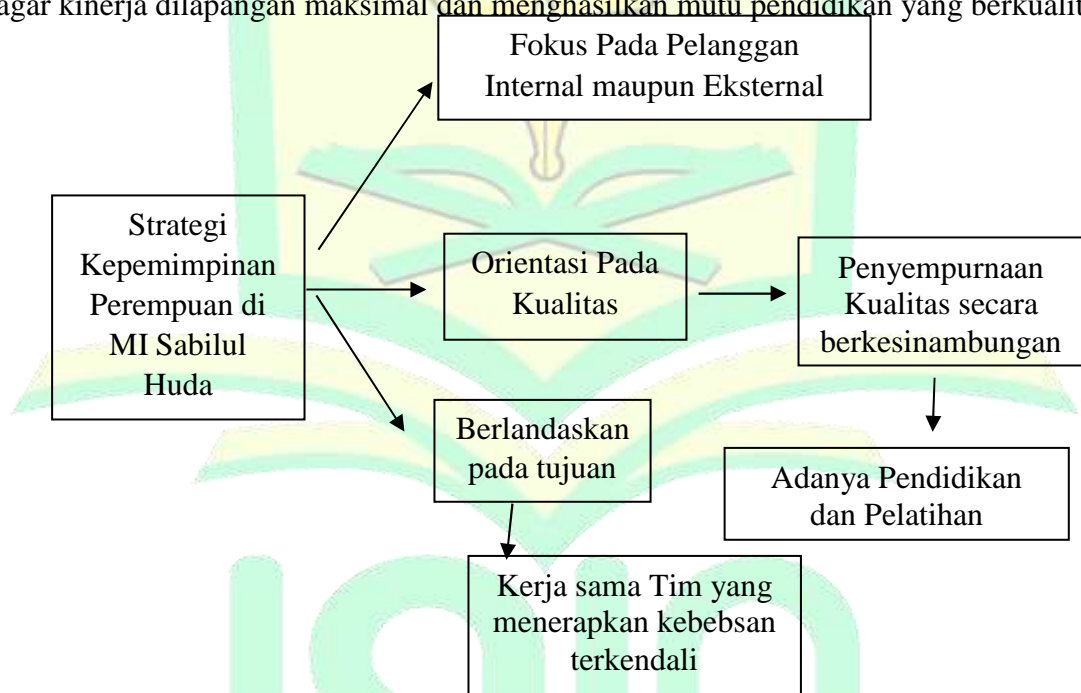 agar kinerja dilapangan maksimal dan menghasilkan mutu pendidikan yang
Fokus Pada Pelanggan
Internal maupun Eksternal
Strategi
Kepemimpinan
Perempuan di
MI Sabilul
Huda
Orientasi Pada
Kualitas
Penyempurnaan
Kualitas secara
berkesinambungan
Berlandaskan
pada tujuan
Adanya Pendidikan
dan Pelatihan
Kerja sama Tim yang
menerapkan kebebsan
terkendali